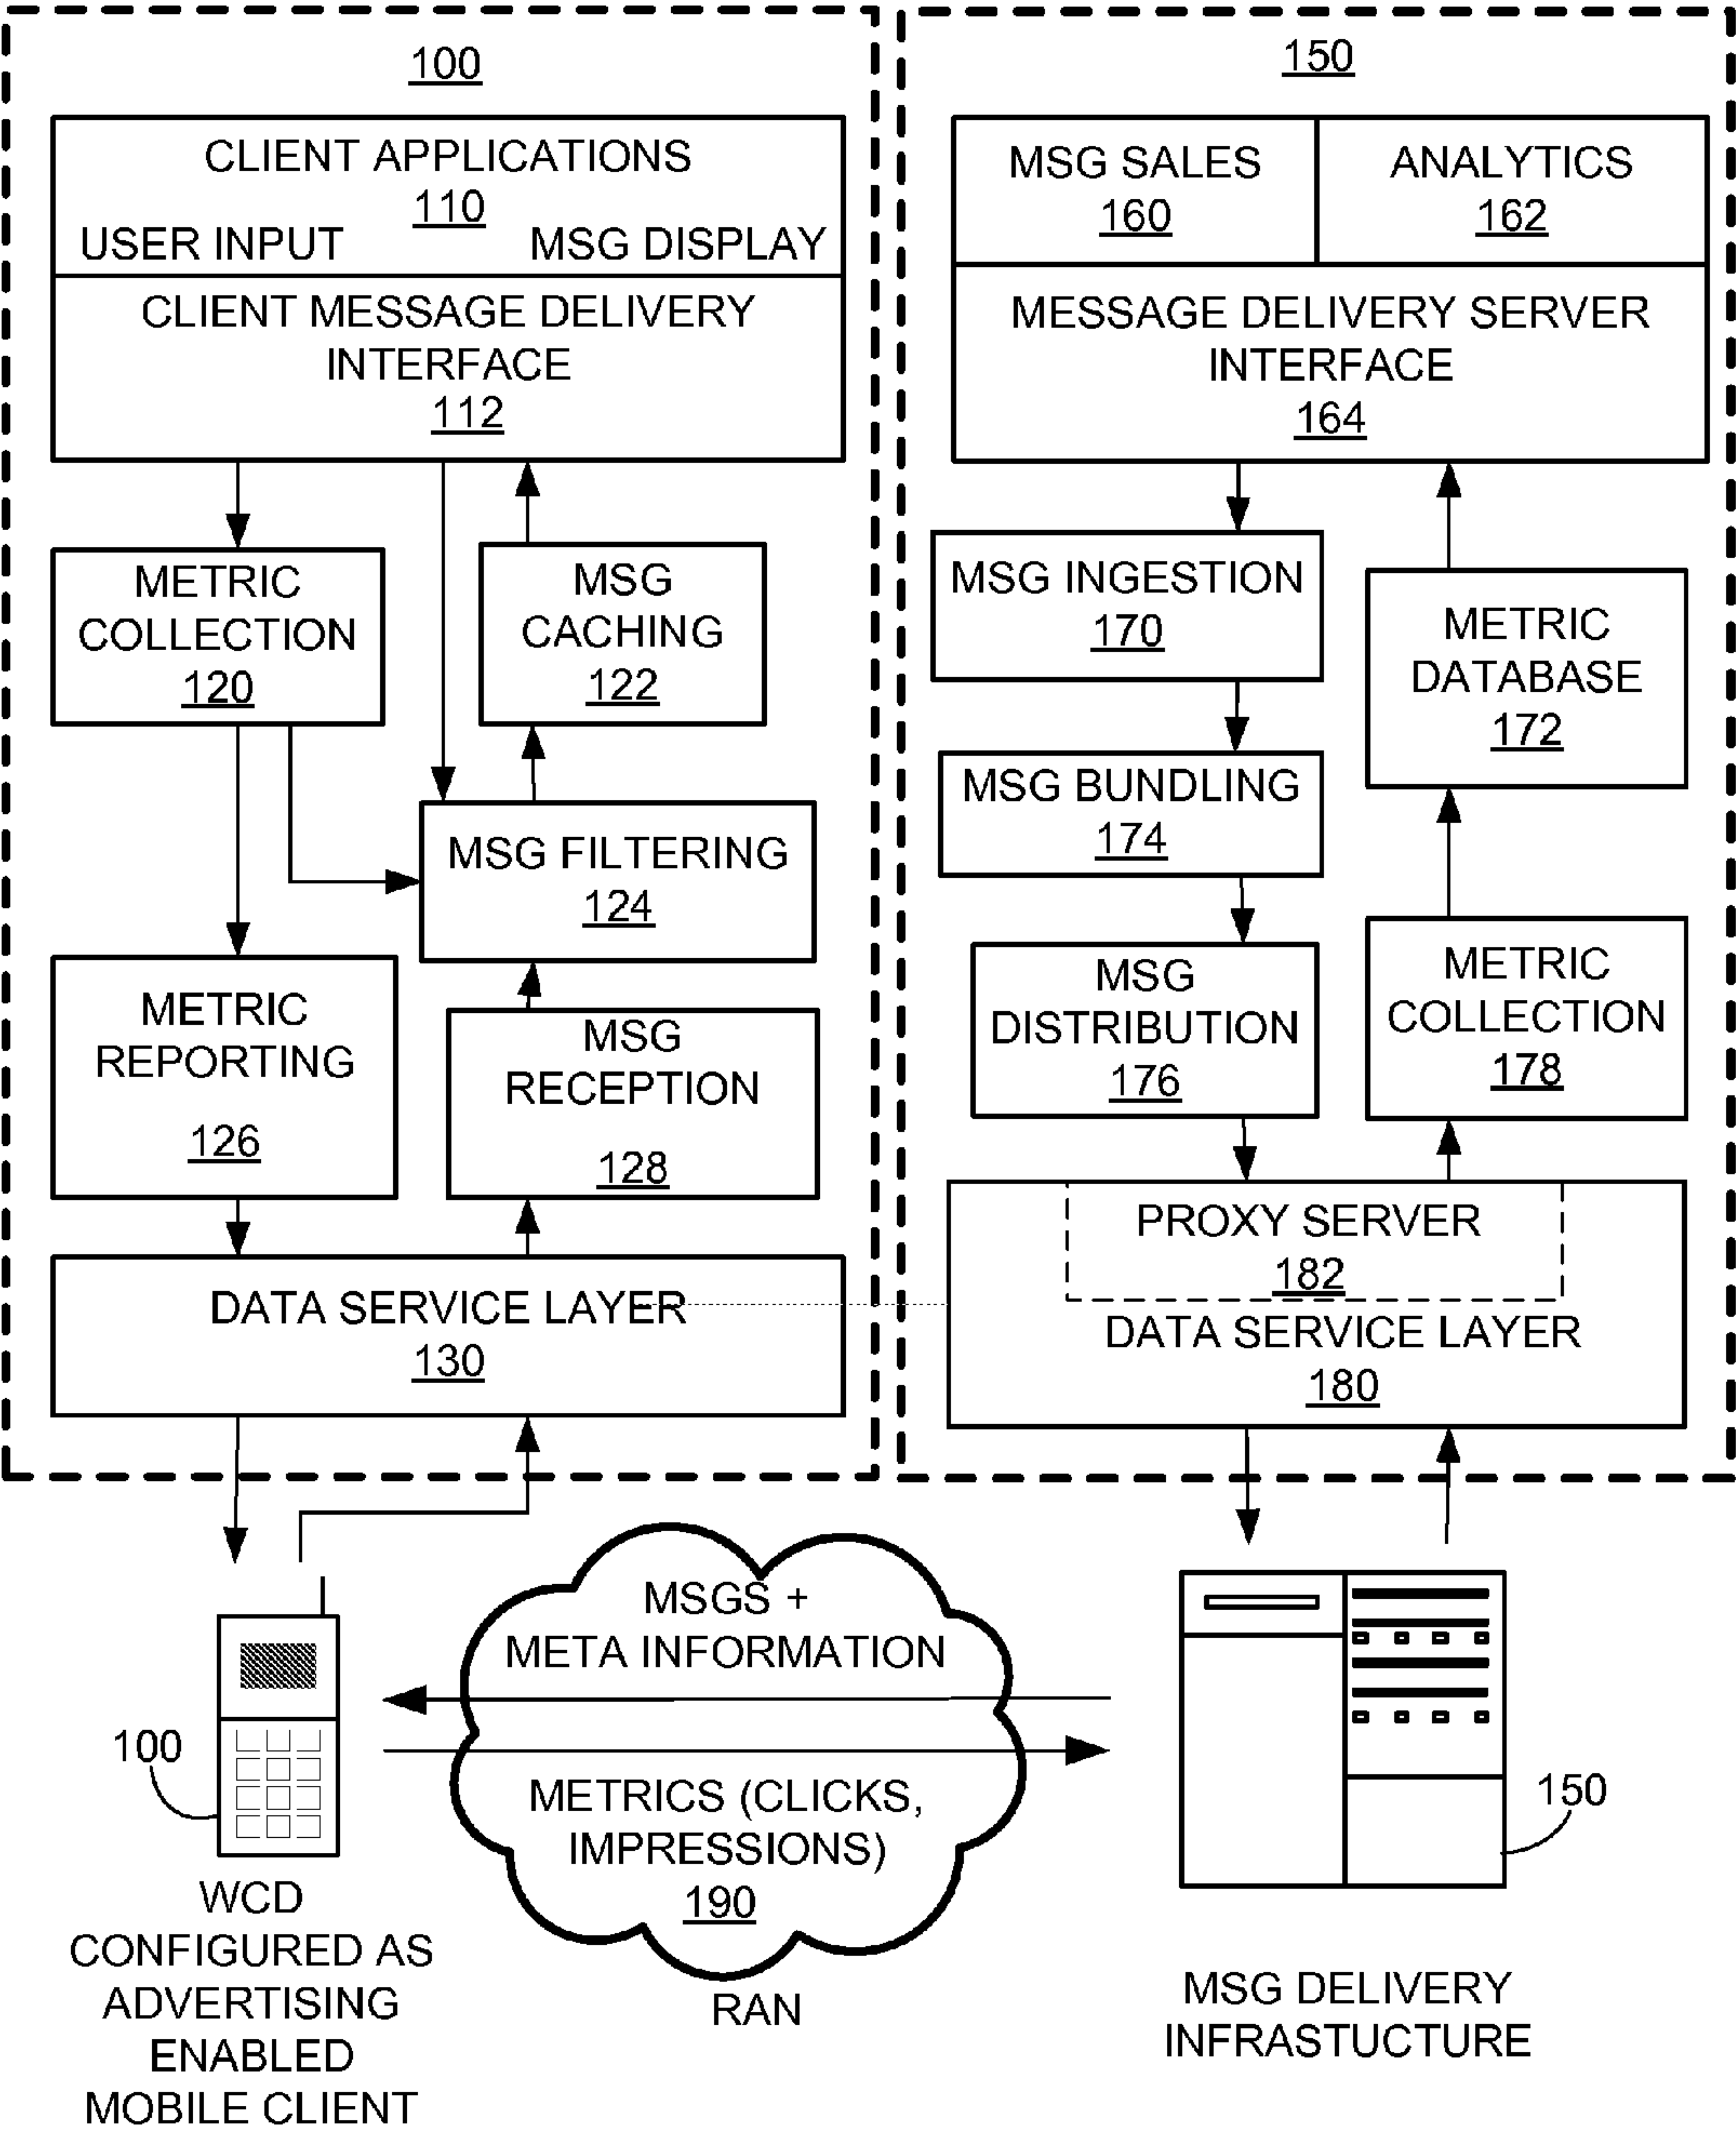 100
CLIENT APPLICATIONS
110
USER INPUT
MSG DISPLAY
CLIENT MESSAGE DELIVERY
INTERFACE
112
METRIC
COLLECTION
120
MSG
CACHING
122
MSG FILTERING
124
METRIC
REPORTING
126
MSG
RECEPTION
128
DATA SERVICE LAYER
130
150
MSG SALES
160
ANALYTICS
162
MESSAGE DELIVERY SERVER
INTERFACE
164
MSG INGESTION
170
METRIC
DATABASE
172
MSG BUNDLING
174
MSG
DISTRIBUTION
176
METRIC
COLLECTION
178
PROXY SERVER
182
DATA SERVICE LAYER
180
MSGS +
META INFORMATION
METRICS (CLICKS,
IMPRESSIONS)
190
RAN
100
WCD
CONFIGURED AS
ADVERTISING
ENABLED
MOBILE CLIENT
150
MSG DELIVERY
INFRASTUCTURE